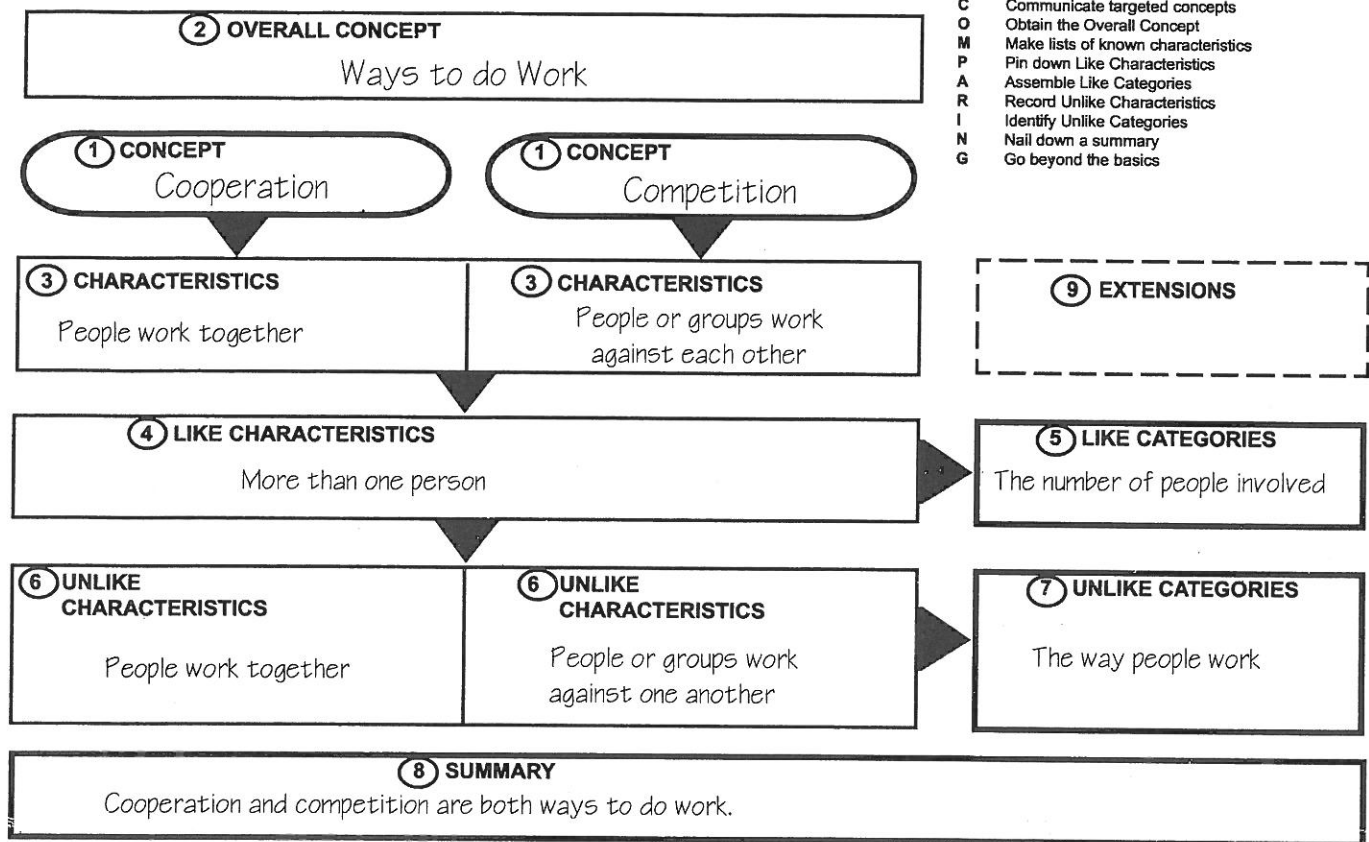 ② OVERALL CONCEPT
Ways to do Work
C Communicate targeted concepts
O Obtain the Overall Concept
M Make lists of known characteristics
P Pin down Like Characteristics
A Assemble Like Categories
R Record Unlike Characteristics
I Identify Unlike Categories
N Nail down a summary
G Go beyond the basics
① CONCEPT
Cooperation
① CONCEPT
Competition
③ CHARACTERISTICS
People work together
③ CHARACTERISTICS
People or groups work
against each other
⑨ EXTENSIONS
④ LIKE CHARACTERISTICS
More than one person
⑤ LIKE CATEGORIES
The number of people involved
⑥ UNLIKE
CHARACTERISTICS
People work together
⑥ UNLIKE
CHARACTERISTICS
People or groups work
against one another
⑦ UNLIKE CATEGORIES
The way people work
⑧ SUMMARY
Cooperation and competition are both ways to do work.